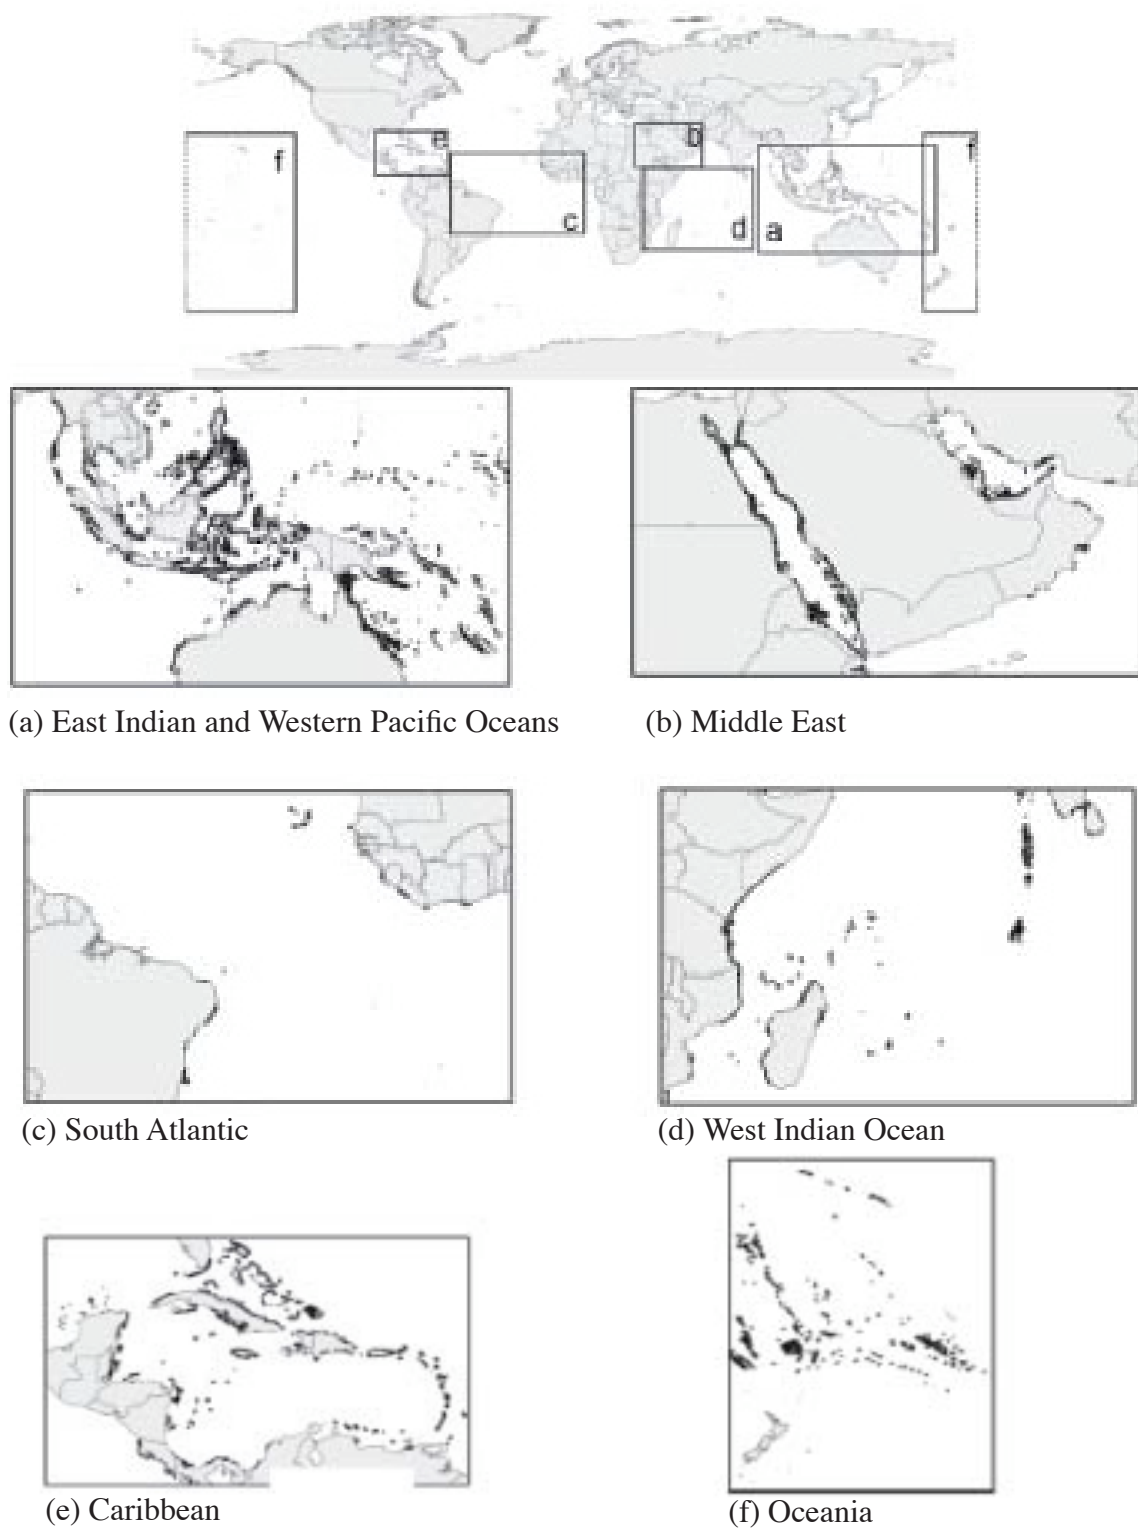 e
b
f
f
c
d
a
(a) East Indian and Western Pacific Oceans
(b) Middle East
(c) South Atlantic
(d) West Indian Ocean
(e) Caribbean
(f) Oceania